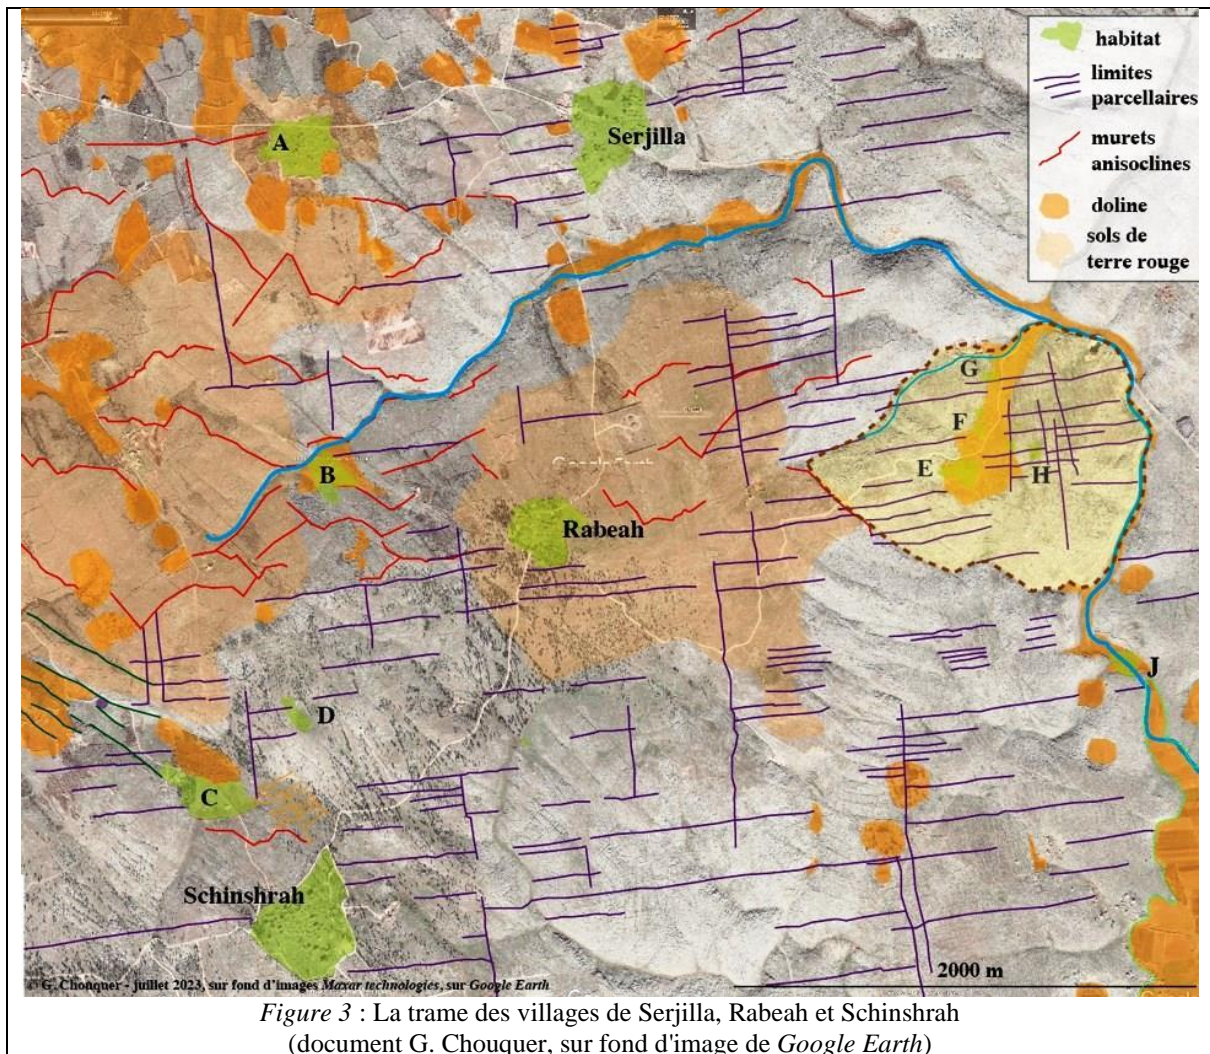 habitat
limites
parcellaires
murets
anisoclines
doline
sols de
terre rouge
A
Serjilla
G
F
E
H
B
Rabeah
J
D
C
Schinshrah
Google Earth
2000 m
© G. Chouquer - juillet 2023, sur fond d'images Maxar technologies, sur Google Earth
Figure 3 : La trame des villages de Serjilla, Rabeah et Schinshrah
(document G. Chouquer, sur fond d'image de Google Earth)